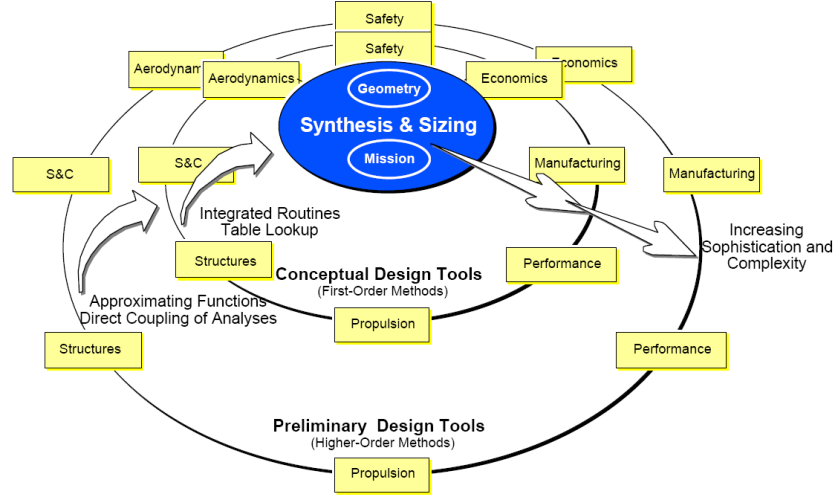 Safety
Safety
Aerodynam
Aerodynamics
Economics
Economics
Geometry
Synthesis & Sizing
Mission
S&C
S&C
Manufacturing
Manufacturing
Integrated Routines
Table Lookup
Increasing
Sophistication and
Complexity
Structures
Conceptual Design Tools
(First-Order Methods)
Performance
Approximating Functions
Direct Coupling of Analyses
Propulsion
Structures
Performance
Preliminary Design Tools
(Higher-Order Methods)
Propulsion